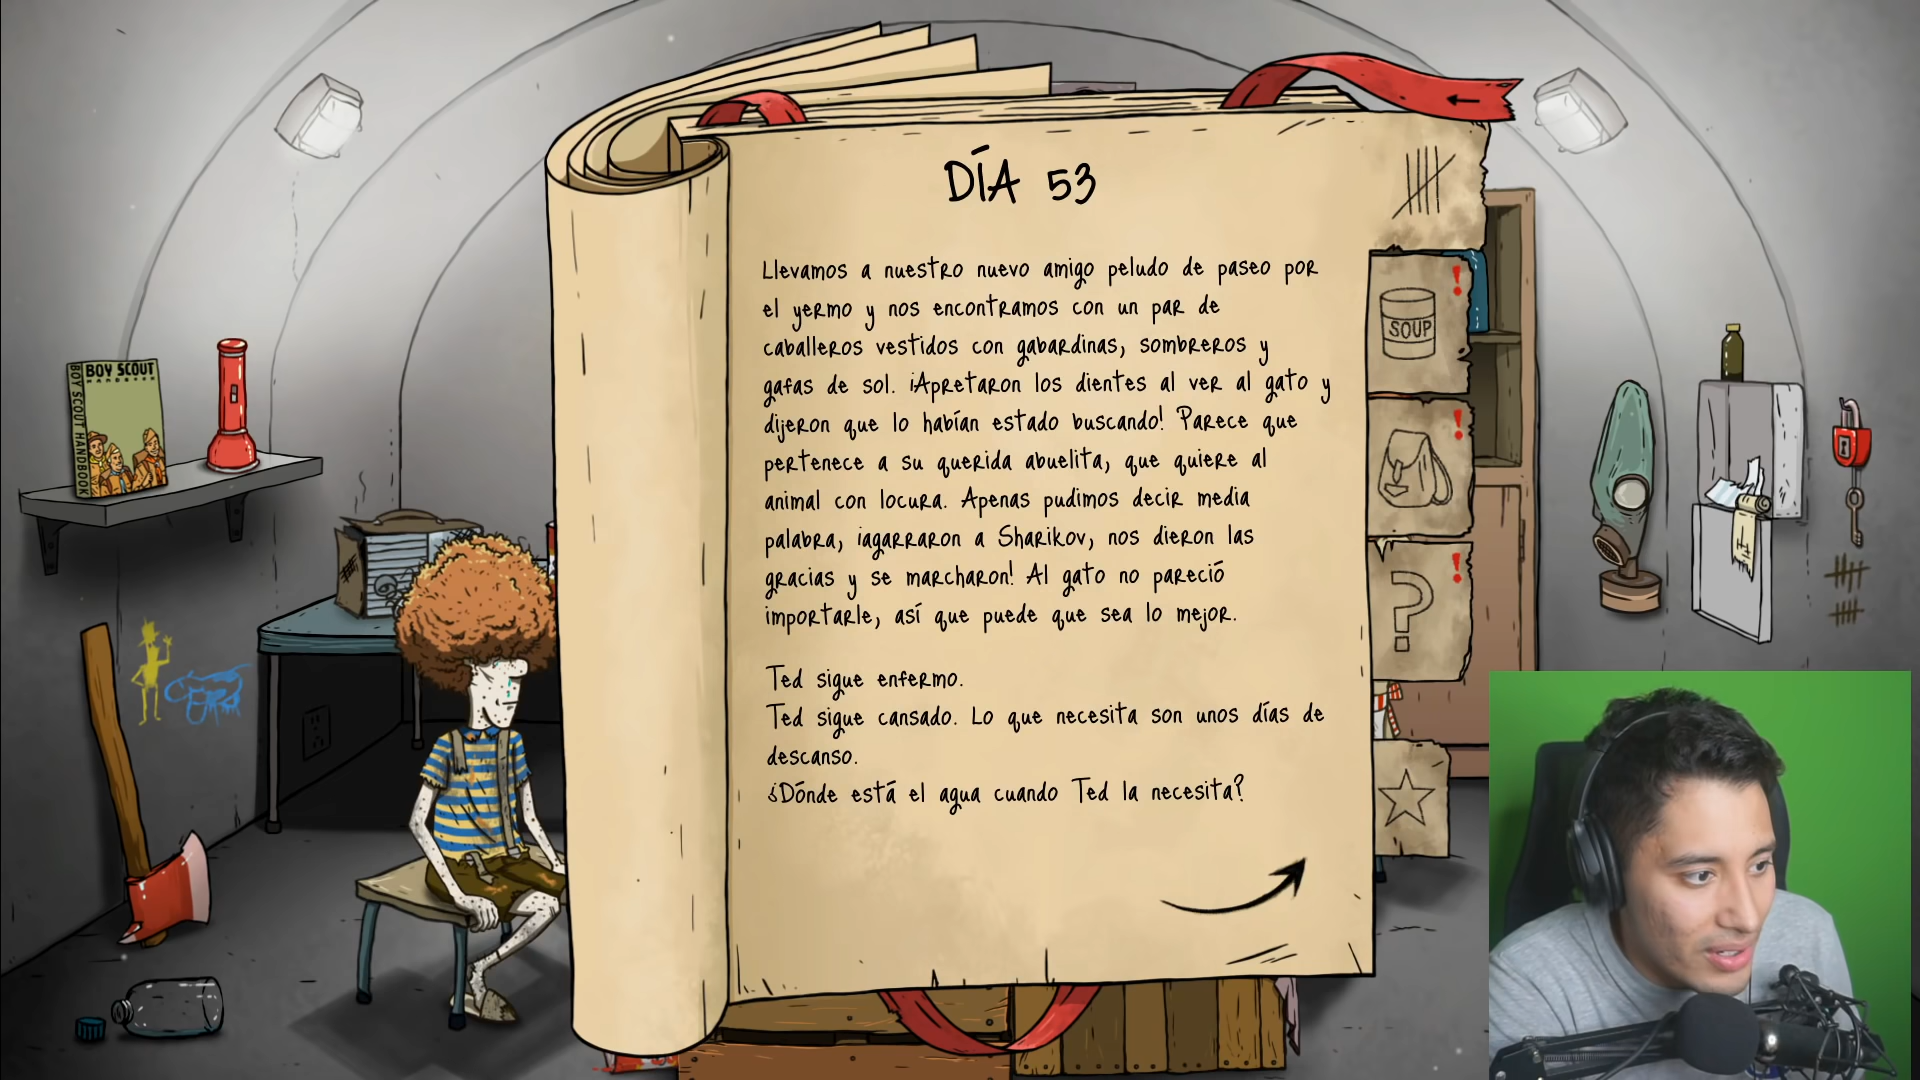 DÍA 53
Llevamos a nuestro nuevo amigo peludo de paseo por
el yermo y nos encontramos con un par de
caballeros vestidos con gabardinas, sombreros y
gafas de sol. ¡Apretaron los dientes al ver al gato y
dijeron que lo habían estado buscando! Parece que
pertenece a su querida abuelita, que quiere al
animal con locura. Apenas pudimos decir media
palabra, ¡agarraron a Sharikov, nos dieron las
gracias y se marcharon! Al gato no pareció
importarle, así que puede que sea lo mejor.
Ted sigue enfermo.
Ted sigue cansado. Lo que necesita son unos días de
descanso.
¿Dónde está el agua cuando Ted la necesita?
!
SOUP
!
!
?
BOY SCOUT
HANDBOOK
BOY SCOUT HANDBOOK